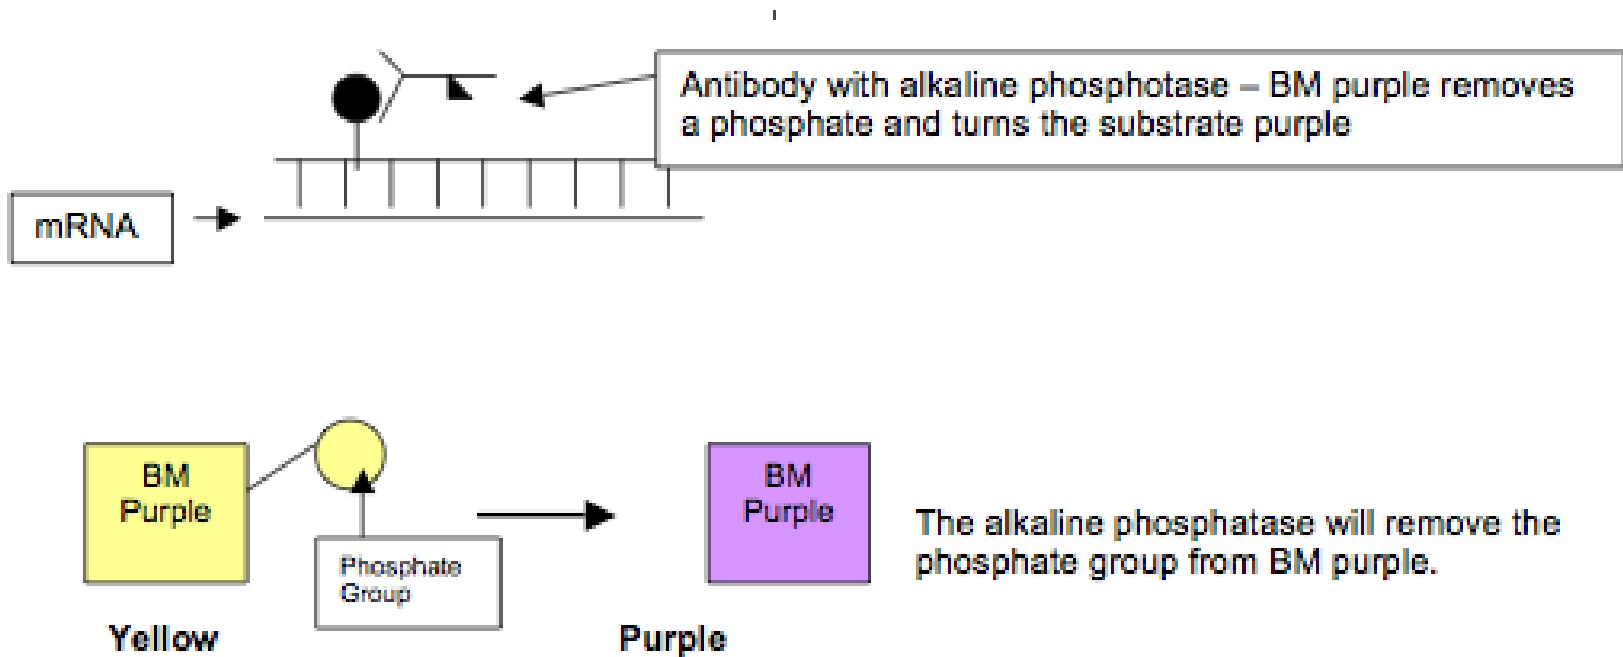 Antibody with alkaline phosphotase – BM purple removes
a phosphate and turns the substrate purple
mRNA
BM
Purple
Phosphate
Group
Yellow
BM
Purple
Purple
The alkaline phosphatase will remove the
phosphate group from BM purple.